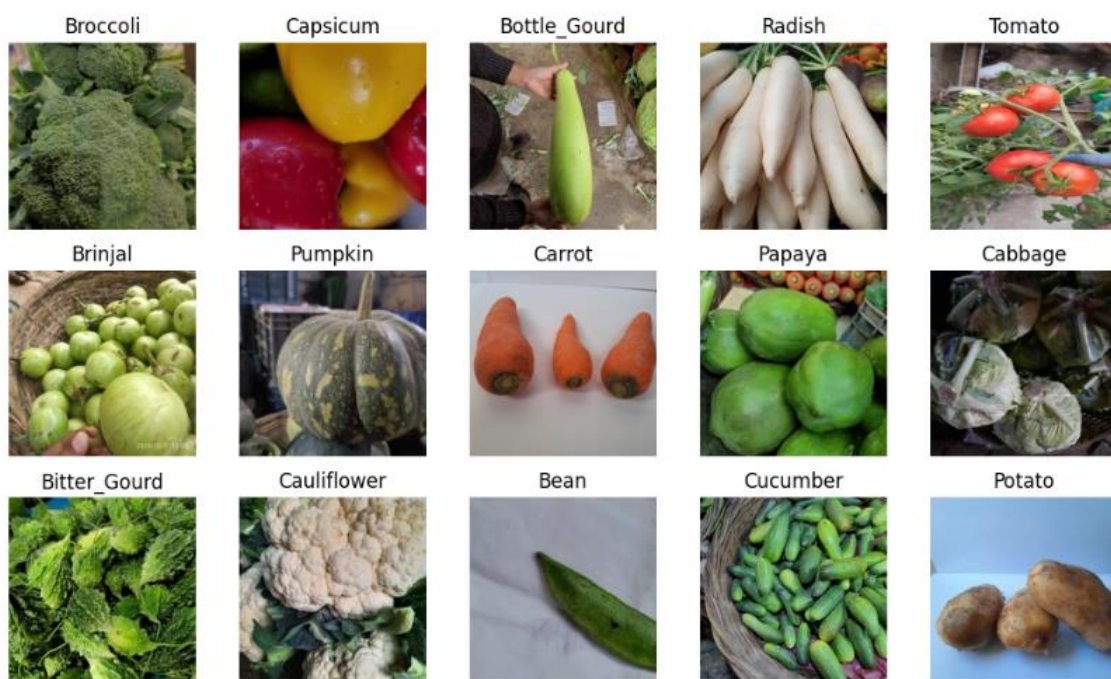 Broccoli
Capsicum
Bottle_Gourd
Radish
Tomato
Brinjal
Pumpkin
Carrot
Papaya
Cabbage
Bitter_Gourd
Cauliflower
Bean
Cucumber
Potato